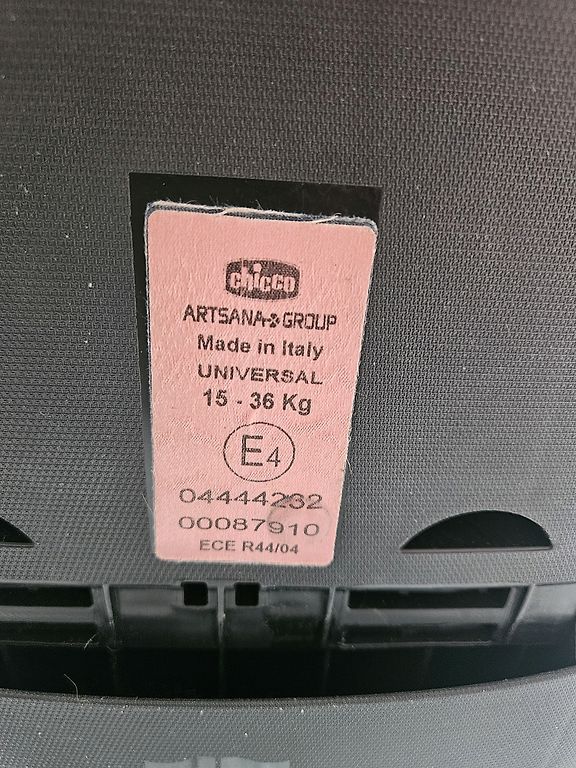 chicco
ARTSANA GROUP
Made in Italy
UNIVERSAL
15 - 36 Kg
E4
04444232
00087910
ECE R44/04